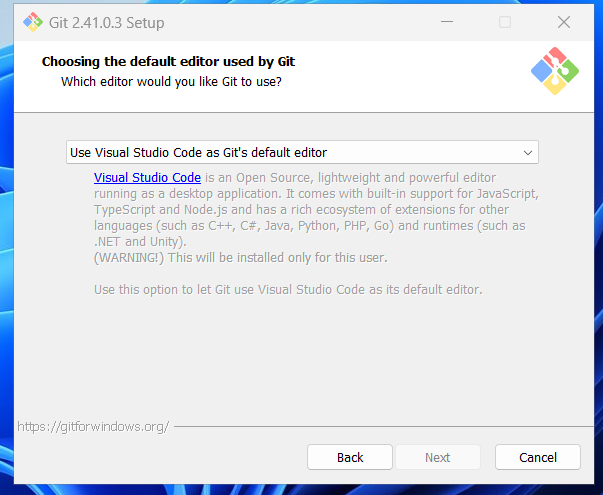 Git 2.41.0.3 Setup
Choosing the default editor used by Git
Which editor would you like Git to use?
Use Visual Studio Code as Git's default editor
Visual Studio Code is an Open Source, lightweight and powerful editor
running as a desktop application. It comes with built-in support for JavaScript,
TypeScript and Node.js and has a rich ecosystem of extensions for other
languages (such as C++, C#, Java, Python, PHP, Go) and runtimes (such as
.NET and Unity).
(WARNING!) This will be installed only for this user.
Use this option to let Git use Visual Studio Code as its default editor.
https://gitforwindows.org/
Back
Next
Cancel